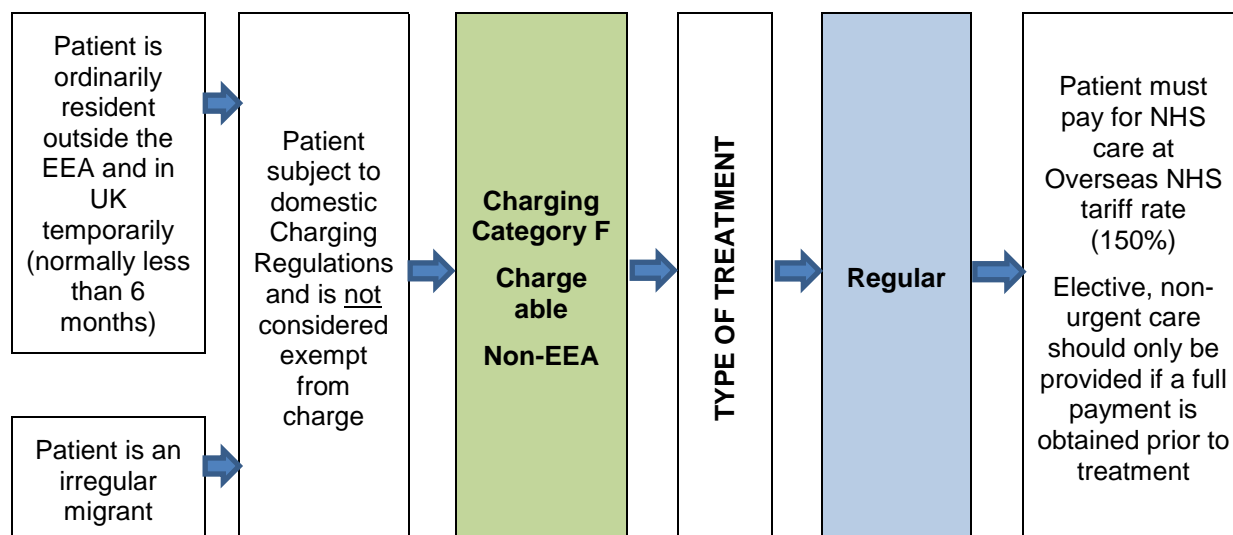 Patient is
ordinarily
resident
outside the
EEA and in
UK
temporarily
(normally less
than 6
months)
Patient is an
irregular
migrant
Patient
subject to
domestic
Charging
Regulations
and is not
considered
exempt
from
charge
Charging
Category F
Charge
able
Non-EEA
TYPE OF TREATMENT
Regular
Patient must
pay for NHS
care at
Overseas NHS
tariff rate
(150%)
Elective, non-
urgent care
should only be
provided if a full
payment is
obtained prior to
treatment